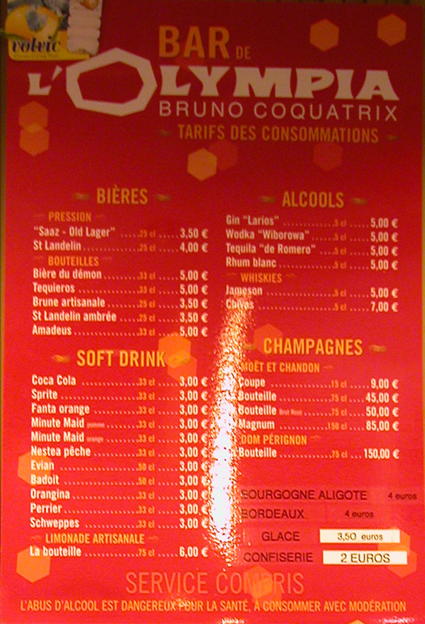 volvic
BAR DE
L'OLYMPIA
BRUNO COQUATRIX
TARIFS DES CONSOMMATIONS
BIÈRES
PRESSION
"Saaz - Old Lager" ......25 cl .... 3,50 €
St Landelin ......25 cl .... 4,00 €
BOUTEILLES
Bière du démon ......33 cl .... 5,00 €
Tequieros ......33 cl .... 5,00 €
Brune artisanale ......25 cl .... 3,50 €
St Landelin ambrée ......25 cl .... 3,50 €
Amadeus ......33 cl .... 5,00 €
SOFT DRINK
Coca Cola ......33 cl .... 3,00 €
Sprite ......33 cl .... 3,00 €
Fanta orange ......33 cl .... 3,00 €
Minute Maid pomme ......33 cl .... 3,00 €
Minute Maid orange ......33 cl .... 3,00 €
Nestea pêche ......33 cl .... 3,00 €
Evian ......50 cl .... 3,00 €
Badoit ......50 cl .... 3,00 €
Orangina ......33 cl .... 3,00 €
Perrier ......33 cl .... 3,00 €
Schweppes ......33 cl .... 3,00 €
LIMONADE ARTISANALE
La bouteille ......75 cl .... 6,00 €
ALCOOLS
Gin "Larios" ......5 cl .... 5,00 €
Wodka "Wiborowa" ......5 cl .... 5,00 €
Tequila "de Romero" ......5 cl .... 5,00 €
Rhum blanc ......5 cl .... 5,00 €
WHISKIES
Jameson ......5 cl .... 5,00 €
Chivas ......5 cl .... 7,00 €
CHAMPAGNES
MOËT ET CHANDON
Coupe ......15 cl .... 9,00 €
Bouteille ......75 cl .... 45,00 €
Bouteille Brut Rosé ......75 cl .... 50,00 €
Magnum ......150 cl .... 85,00 €
DOM PÉRIGNON
Bouteille ......75 cl .... 150,00 €
BOURGOGNE ALIGOTE 4 euros
BORDEAUX 4 euros
GLACE 3,50 euros
CONFISERIE 2 EUROS
SERVICE COMPRIS
L'ABUS D'ALCOOL EST DANGEREUX POUR LA SANTÉ, A CONSOMMER AVEC MODÉRATION